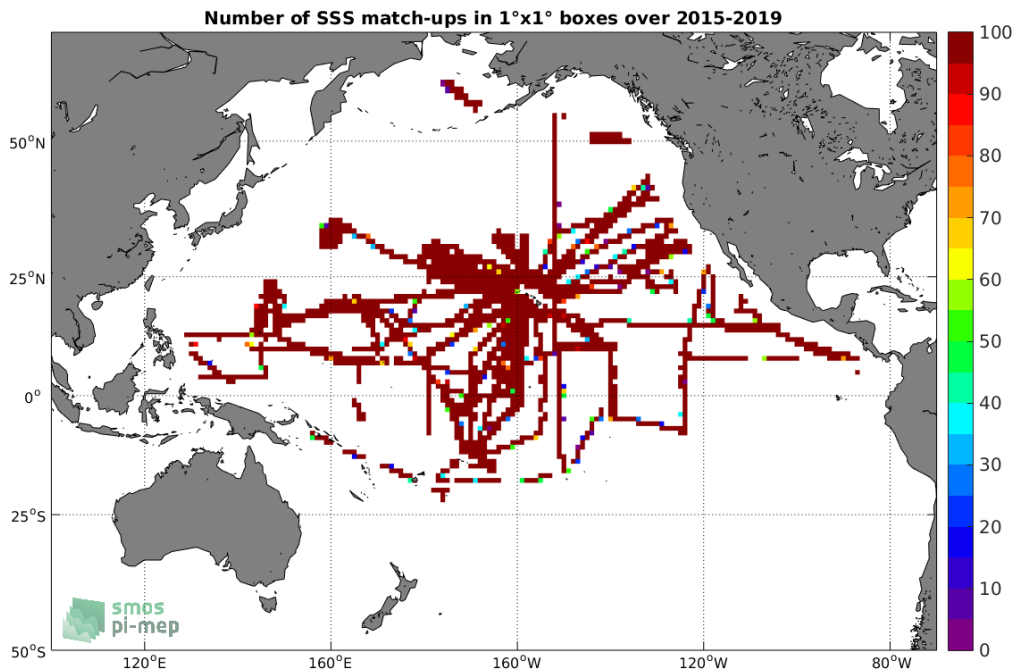 Number of SSS match-ups in 1°x1° boxes over 2015-2019
100
90
80
70
60
50
40
30
20
10
0
50°N
25°N
0°
25°S
50°S
120°E
160°E
160°W
120°W
80°W
smos
pi-mep